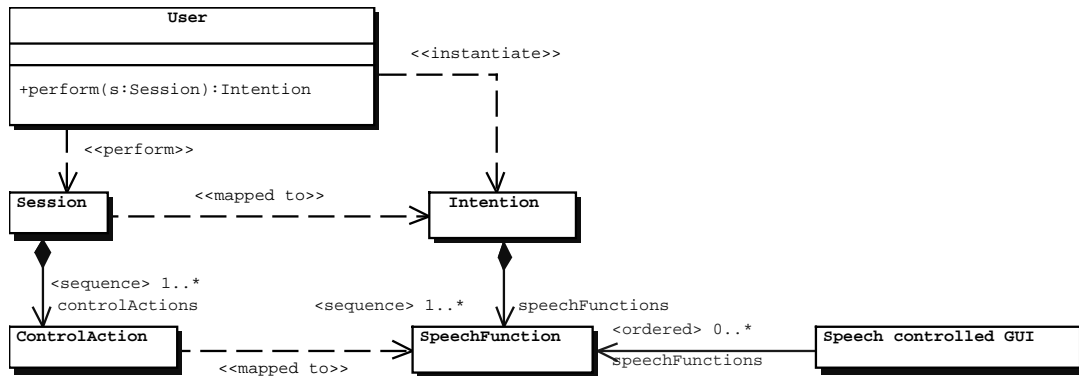 User
<<instantiate>>
+perform(s:Session):Intention
<<perform>>
<<mapped to>>
Session
Intention
<sequence> 1..*
controlActions
<sequence> 1..*
speechFunctions
<ordered> 0..*
ControlAction
SpeechFunction
Speech controlled GUI
speechFunctions
<<mapped to>>